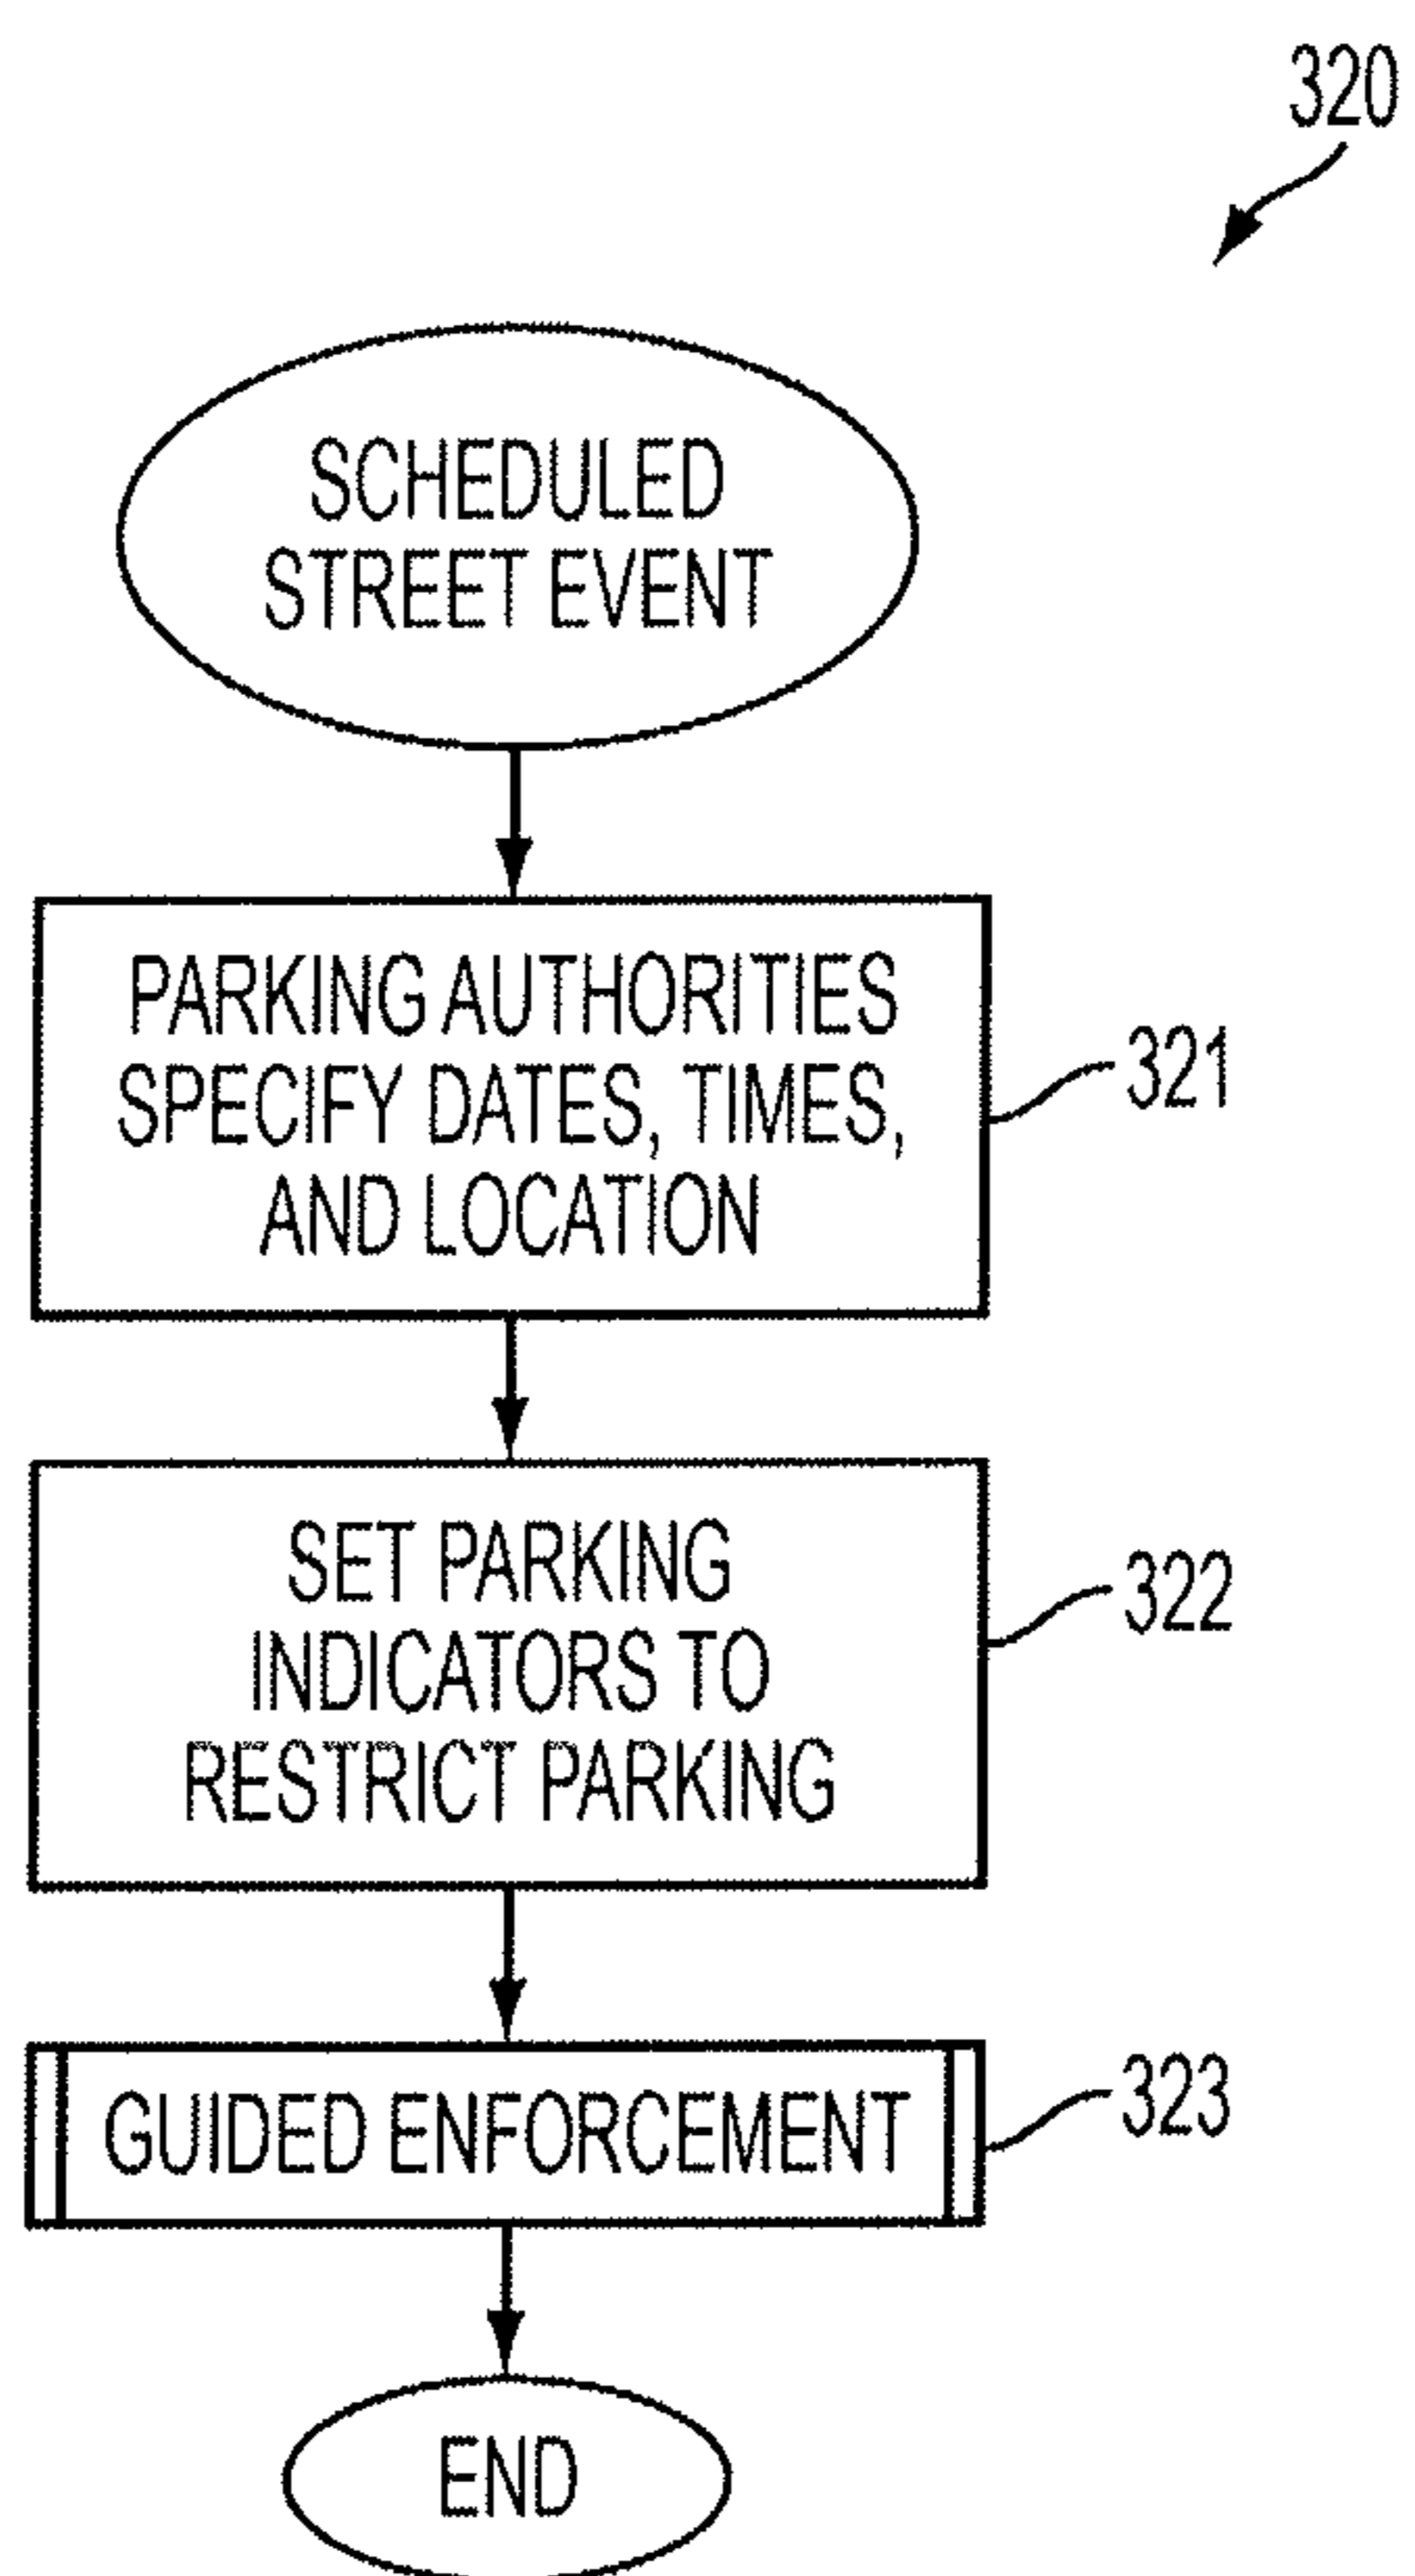 320
SCHEDULED
STREET EVENT
PARKING AUTHORITIES
SPECIFY DATES, TIMES,
AND LOCATION
321
SET PARKING
INDICATORS TO
RESTRICT PARKING
322
GUIDED ENFORCEMENT
323
END